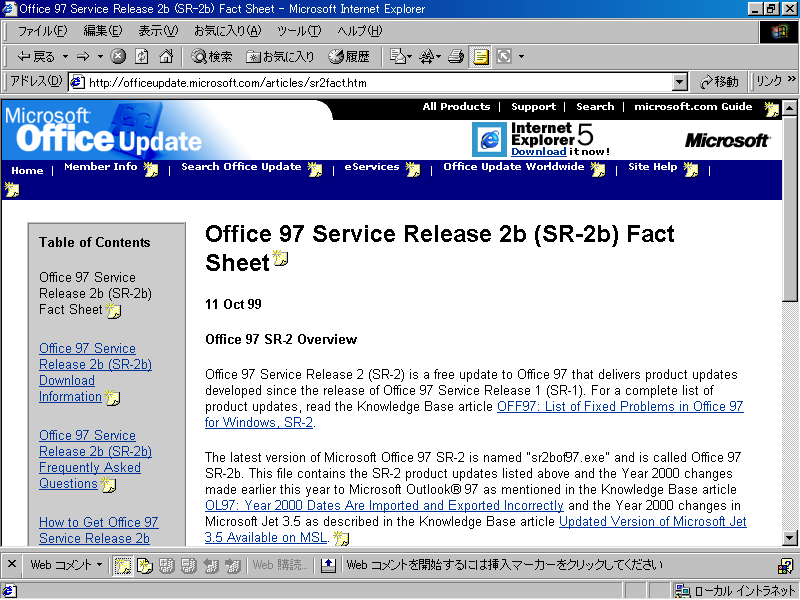 Office 97 Service Release 2b (SR-2b) Fact Sheet - Microsoft Internet Explorer
ファイル(F) 編集(E) 表示(V) お気に入り(A) ツール(T) ヘルプ(H)
戻る 検索 お気に入り 履歴
アドレス(D) http://officeupdate.microsoft.com/articles/sr2fact.htm 移動 リンク »
All Products | Support | Search | microsoft.com Guide
Microsoft
Office Update
Internet
Explorer 5
Download it now!
Microsoft
Home | Member Info | Search Office Update | eServices | Office Update Worldwide | Site Help |
Table of Contents
Office 97 Service
Release 2b (SR-2b)
Fact Sheet
Office 97 Service
Release 2b (SR-2b)
Download
Information
Office 97 Service
Release 2b (SR-2b)
Frequently Asked
Questions
How to Get Office 97
Service Release 2b
Office 97 Service Release 2b (SR-2b) Fact
Sheet
11 Oct 99
Office 97 SR-2 Overview
Office 97 Service Release 2 (SR-2) is a free update to Office 97 that delivers product updates
developed since the release of Office 97 Service Release 1 (SR-1). For a complete list of
product updates, read the Knowledge Base article OFF97: List of Fixed Problems in Office 97
for Windows, SR-2.
The latest version of Microsoft Office 97 SR-2 is named "sr2bof97.exe" and is called Office 97
SR-2b. This file contains the SR-2 product updates listed above and the Year 2000 changes
made earlier this year to Microsoft Outlook® 97 as mentioned in the Knowledge Base article
OL97: Year 2000 Dates Are Imported and Exported Incorrectly and the Year 2000 changes in
Microsoft Jet 3.5 as described in the Knowledge Base article Updated Version of Microsoft Jet
3.5 Available on MSL.
Web コメント Web 購読... Web コメントを開始するには挿入マーカーをクリックしてください
ローカル イントラネット